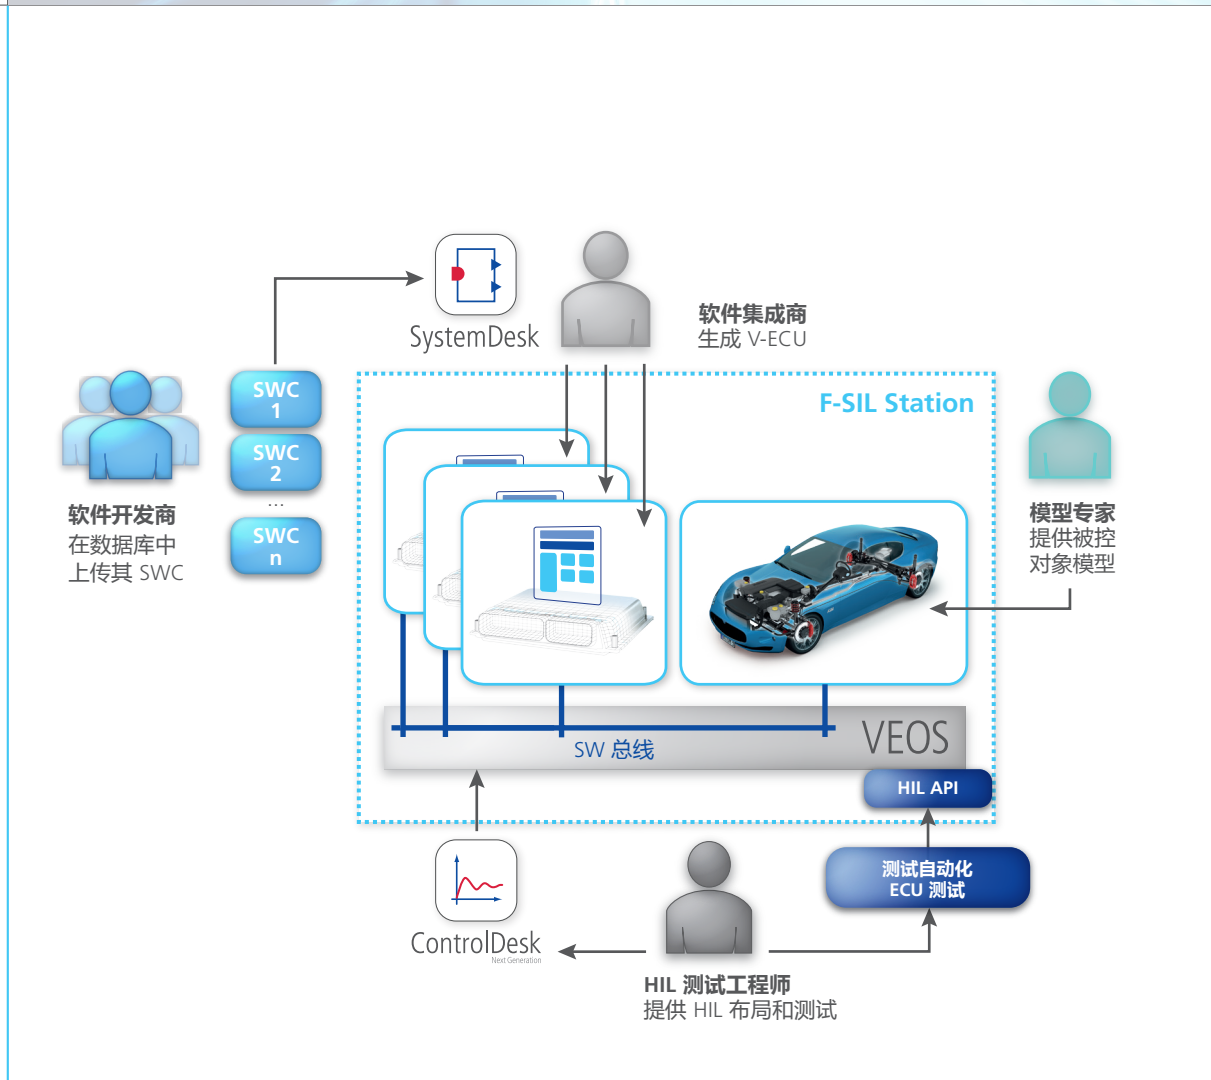 SystemDesk
软件集成商
生成 V-ECU
SWC
1
SWC
2
...
SWC
n
软件开发商
在数据库中
上传其 SWC
F-SIL Station
模型专家
提供被控
对象模型
SW 总线
VEOS
HIL API
测试自动化
ECU 测试
ControlDesk
Next Generation
HIL 测试工程师
提供 HIL 布局和测试